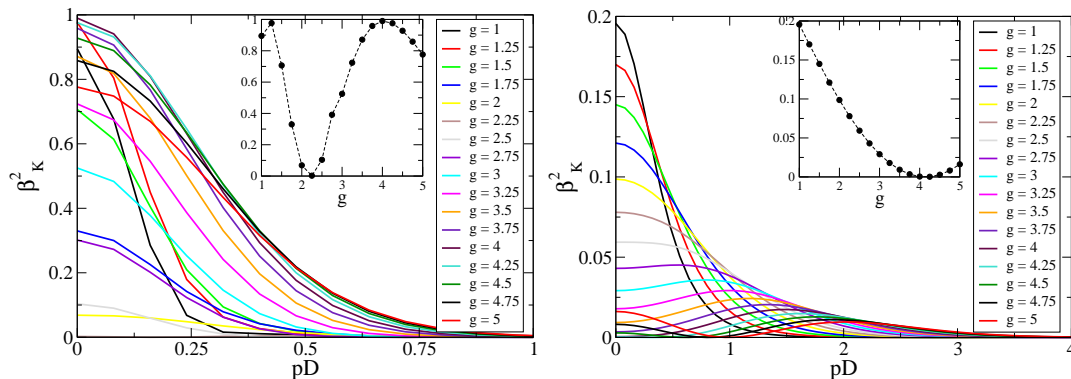 β²_K
1
0.8
0.6
0.4
0.2
0
0
0.25
0.5
0.75
1
pD
1
0.8
0.6
0.4
0.2
0
1
2
3
4
5
g
g = 1
g = 1.25
g = 1.5
g = 1.75
g = 2
g = 2.25
g = 2.5
g = 2.75
g = 3
g = 3.25
g = 3.5
g = 3.75
g = 4
g = 4.25
g = 4.5
g = 4.75
g = 5
β²_K
0.2
0.15
0.1
0.05
0
0
1
2
3
4
pD
0.2
0.15
0.10
0.05
0.00
1
2
3
4
5
g
g = 1
g = 1.25
g = 1.5
g = 1.75
g = 2
g = 2.25
g = 2.5
g = 2.75
g = 3
g = 3.25
g = 3.5
g = 3.75
g = 4
g = 4.25
g = 4.5
g = 4.75
g = 5